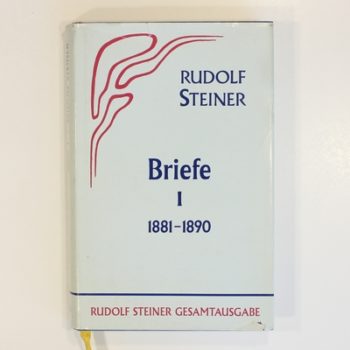 RUDOLF
STEINER
Briefe
I
1881-1890
RUDOLF STEINER GESAMTAUSGABE